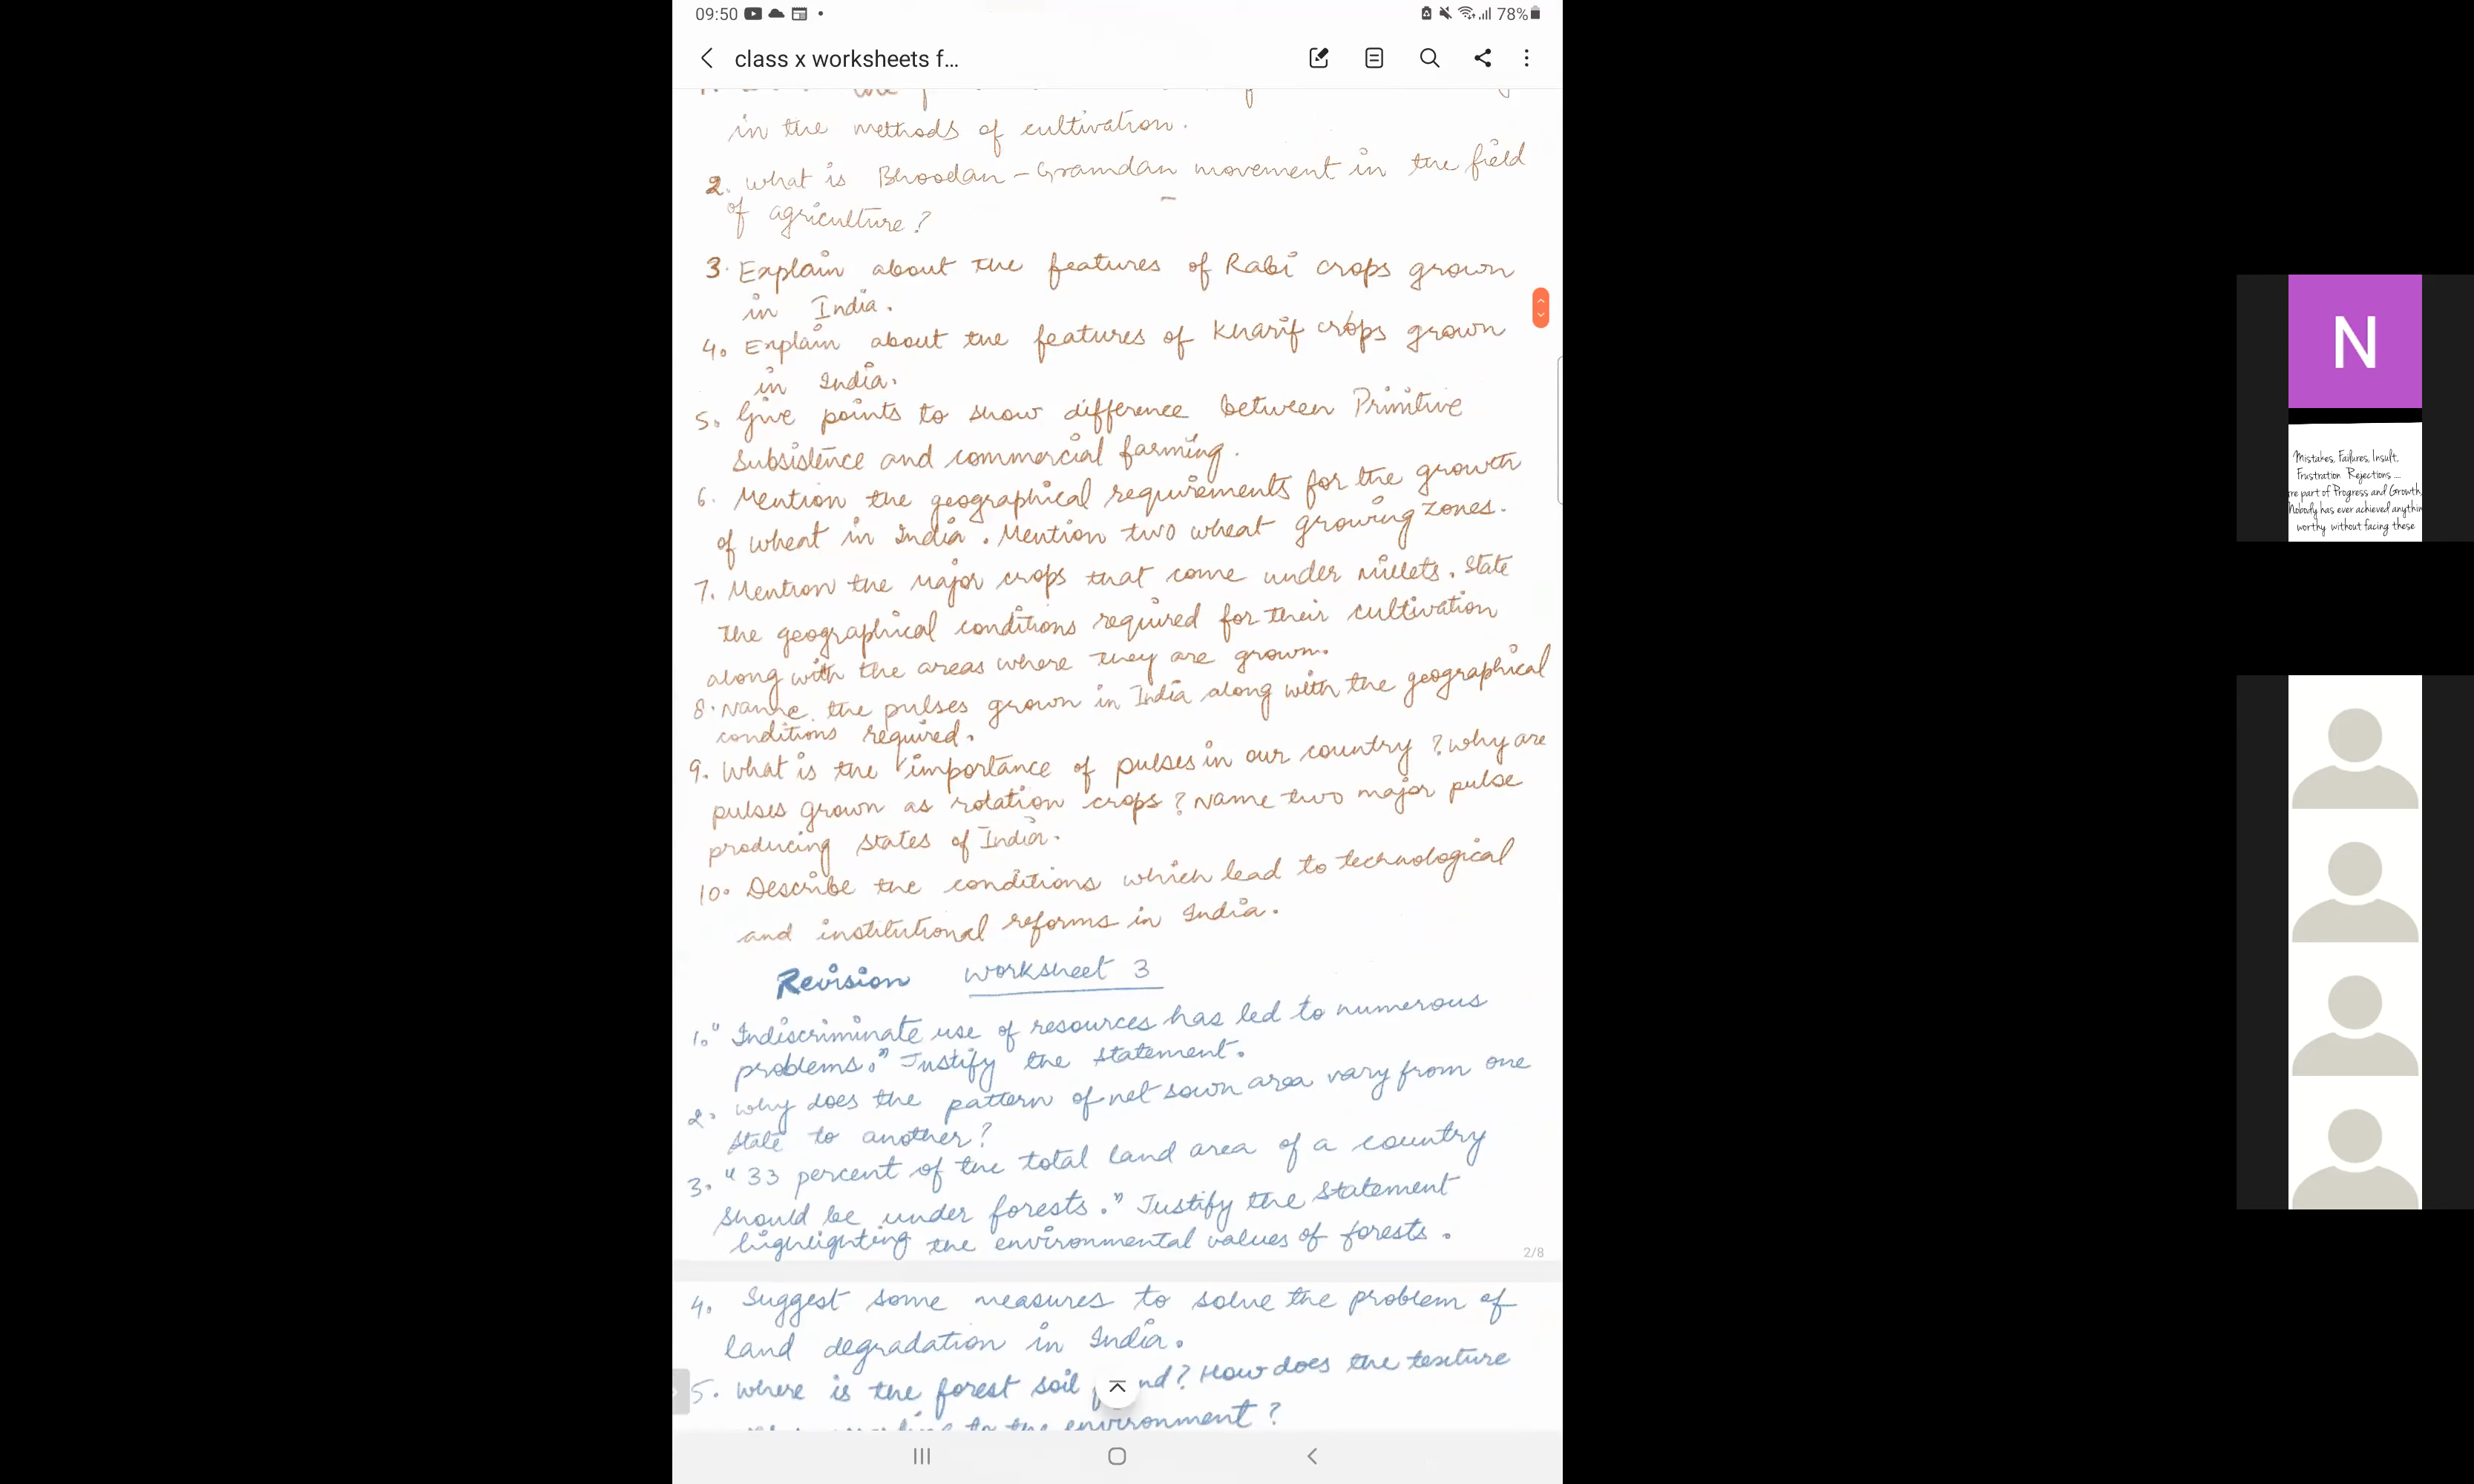 09:50
78%
class x worksheets f...
the
in the methods of cultivation.
2. what is Bhoodan - Gramdan movement in the field
of agriculture?
3. Explain about the features of Rabi crops grown
in India.
4. Explain about the features of Kharif crops grown
in India.
5. Give points to show difference between Primitive
Subsistence and commercial farming.
6. Mention the geographical requirements for the growth
of wheat in India. Mention two wheat growing zones.
7. Mention the major crops that come under millets. State
the geographical conditions required for their cultivation
along with the areas where they are grown.
8. Name the pulses grown in India along with the geographical
conditions required.
9. What is the importance of pulses in our country? Why are
pulses grown as rotation crops? Name two major pulse
producing states of India.
10. Describe the conditions which lead to technological
and institutional reforms in India.
Revision worksheet 3
1. "Indiscriminate use of resources has led to numerous
problems." Justify the statement.
2. why does the pattern of net sown area vary from one
state to another?
3. "33 percent of the total land area of a country
should be under forests." Justify the statement
highlighting the environmental values of forests.
2/8
4. Suggest some measures to solve the problem of
land degradation in India.
5. where is the forest soil nd? How does the texture
to the environment?
N
Mistakes, Failures, Insult,
Frustration Rejections ...
re part of Progress and Growth,
Nobody has ever achieved anythin
worthy without facing these